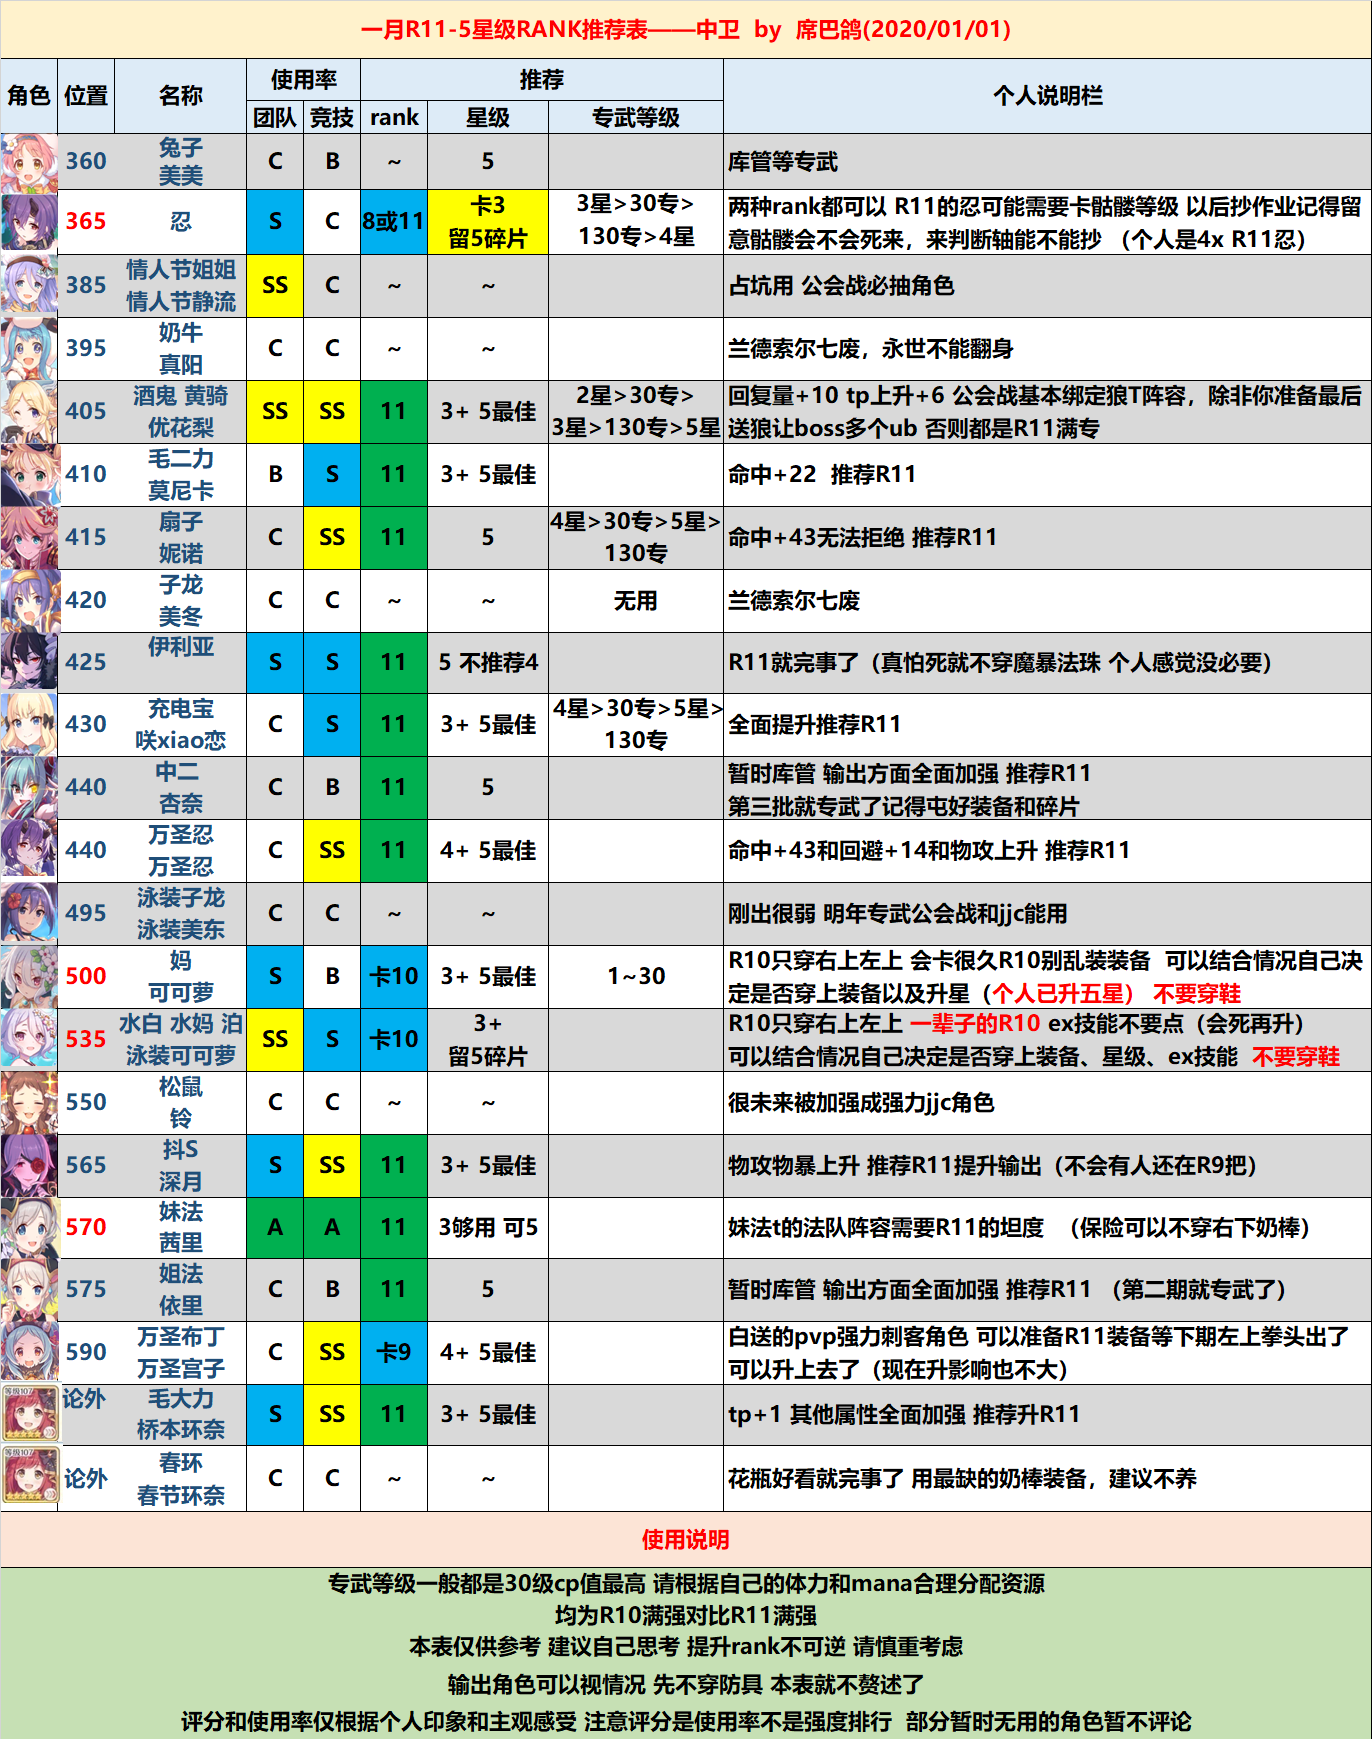 一月R11-5星级RANK推荐表——中卫 by 席巴鸽(2020/01/01)
角色 位置 名称 使用率 推荐 个人说明栏
团队 竞技 rank 星级 专武等级
360 兔子 美美 C B ~ 5 库管等专武
365 忍 S C 8或11 卡3 留5碎片 3星>30专> 130专>4星 两种rank都可以 R11的忍可能需要卡骷髅等级 以后抄作业记得留
意骷髅会不会死来，来判断轴能不能抄 （个人是4x R11忍）
385 情人节姐姐 情人节静流 SS C ~ ~ 占坑用 公会战必抽角色
395 奶牛 真阳 C C ~ ~ 兰德索尔七废，永世不能翻身
405 酒鬼 黄骑 优花梨 SS SS 11 3+ 5最佳 2星>30专> 3星>130专>5星 回复量+10 tp上升+6 公会战基本绑定狼T阵容，除非你准备最后
送狼让boss多个ub 否则都是R11满专
410 毛二力 莫尼卡 B S 11 3+ 5最佳 命中+22 推荐R11
415 扇子 妮诺 C SS 11 5 4星>30专>5星> 130专 命中+43无法拒绝 推荐R11
420 子龙 美冬 C C ~ ~ 无用 兰德索尔七废
425 伊利亚 S S 11 5 不推荐4 R11就完事了（真怕死就不穿魔暴法珠 个人感觉没必要）
430 充电宝 咲xiao恋 C S 11 3+ 5最佳 4星>30专>5星> 130专 全面提升推荐R11
440 中二 杏奈 C B 11 5 暂时库管 输出方面全面加强 推荐R11
第三批就专武了记得屯好装备和碎片
440 万圣忍 万圣忍 C SS 11 4+ 5最佳 命中+43和回避+14和物攻上升 推荐R11
495 泳装子龙 泳装美东 C C ~ ~ 刚出很弱 明年专武公会战和jjc能用
500 妈 可可萝 S B 卡10 3+ 5最佳 1~30 R10只穿右上左上 会卡很久R10别乱装装备 可以结合情况自己决
定是否穿上装备以及升星（个人已升五星） 不要穿鞋
535 水白 水妈 泊 泳装可可萝 SS S 卡10 3+ 留5碎片 R10只穿右上左上 一辈子的R10 ex技能不要点（会死再升）
可以结合情况自己决定是否穿上装备、星级、ex技能 不要穿鞋
550 松鼠 铃 C C ~ ~ 很未来被加强成强力jjc角色
565 抖S 深月 S SS 11 3+ 5最佳 物攻物暴上升 推荐R11提升输出（不会有人还在R9把）
570 妹法 茜里 A A 11 3够用 可5 妹法t的法队阵容需要R11的坦度 （保险可以不穿右下奶棒）
575 姐法 依里 C B 11 5 暂时库管 输出方面全面加强 推荐R11 （第二期就专武了）
590 万圣布丁 万圣宫子 C SS 卡9 4+ 5最佳 白送的pvp强力刺客角色 可以准备R11装备等下期左上拳头出了
可以升上去了（现在升影响也不大）
等级107 论外 毛大力 桥本环奈 S SS 11 3+ 5最佳 tp+1 其他属性全面加强 推荐升R11
等级107 论外 春环 春节环奈 C C ~ ~ 花瓶好看就完事了 用最缺的奶棒装备，建议不养
使用说明
专武等级一般都是30级cp值最高 请根据自己的体力和mana合理分配资源
均为R10满强对比R11满强
本表仅供参考 建议自己思考 提升rank不可逆 请慎重考虑
输出角色可以视情况 先不穿防具 本表就不赘述了
评分和使用率仅根据个人印象和主观感受 注意评分是使用率不是强度排行 部分暂时无用的角色暂不评论